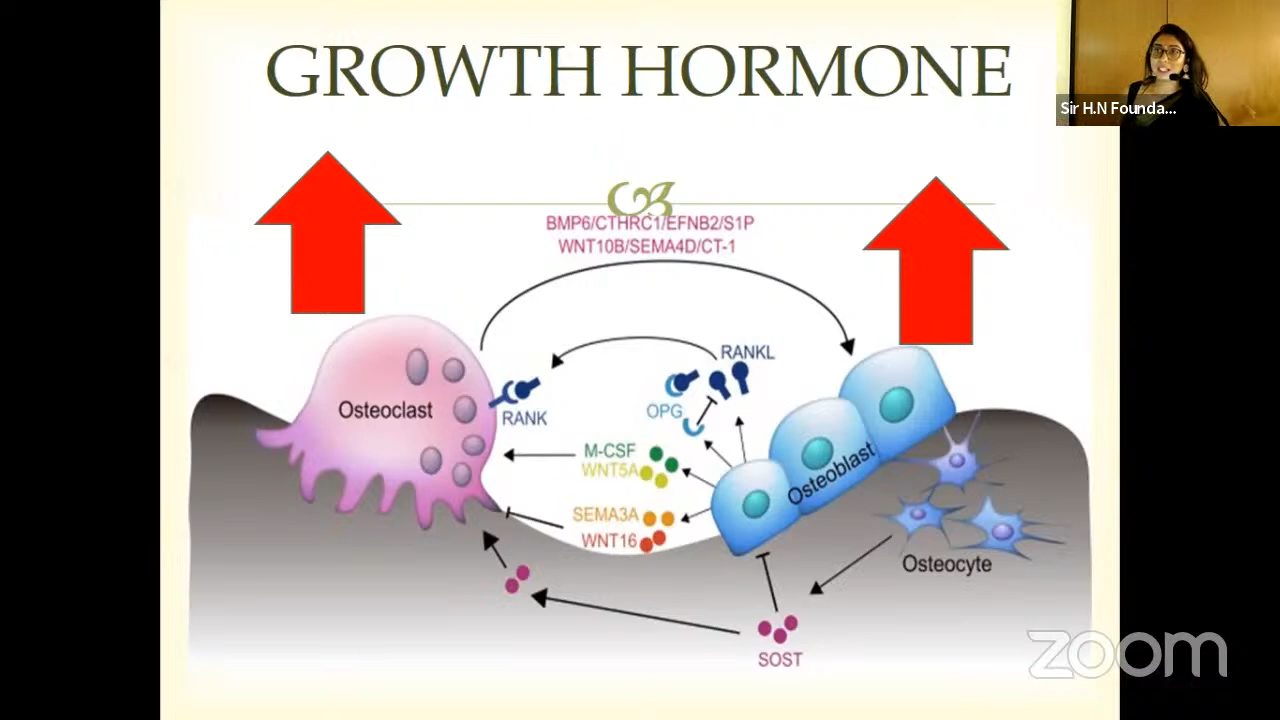 GROWTH HORMONE
Sir H.N Founda...
BMP6/CTHRC1/EFNB2/S1P
WNT10B/SEMA4D/CT-1
RANKL
Osteoclast
RANK
OPG
M-CSF
WNT5A
Osteoblast
SEMA3A
WNT16
Osteocyte
SOST
zoom